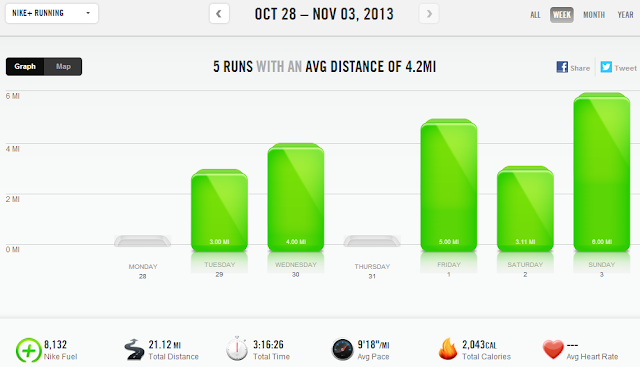 NIKE+ RUNNING
OCT 28 – NOV 03, 2013
ALL WEEK MONTH YEAR
Graph Map
5 RUNS WITH AN AVG DISTANCE OF 4.2MI
Share Tweet
6 MI
4 MI
2 MI
0 MI
3.00 MI 4.00 MI 5.00 MI 3.11 MI 6.00 MI
MONDAY TUESDAY WEDNESDAY THURSDAY FRIDAY SATURDAY SUNDAY
28 29 30 31 1 2 3
8,132 21.12 MI 3:16:26 9'18"/MI 2,043CAL ---
Nike Fuel Total Distance Total Time Avg Pace Total Calories Avg Heart Rate